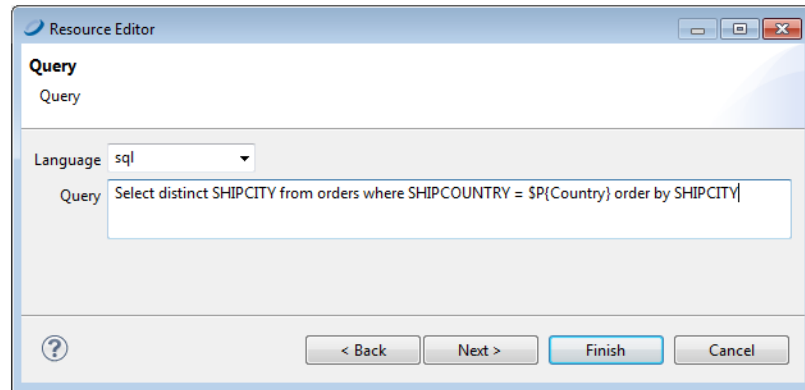 Resource Editor
Query
Query
Language sql
Query Select distinct SHIPCITY from orders where SHIPCOUNTRY = $P{Country} order by SHIPCITY
? < Back Next > Finish Cancel